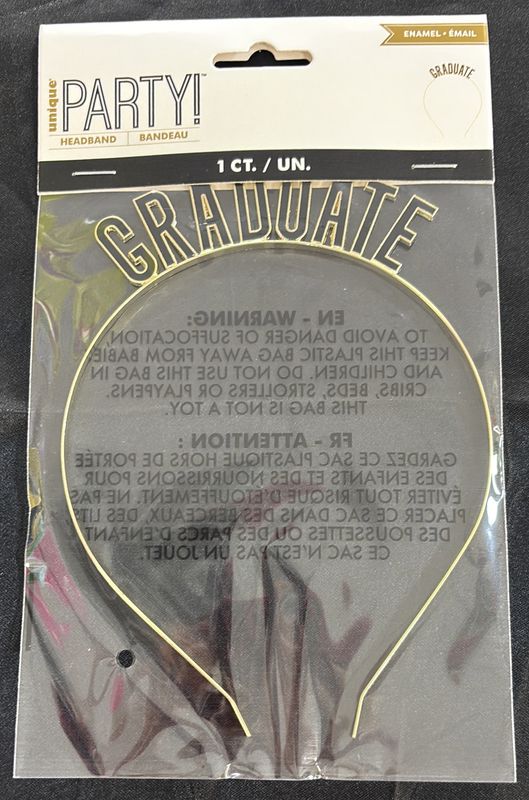 ENAMEL • ÉMAIL
unique®
PARTY!™
HEADBAND | BANDEAU
GRADUATE
1 CT. / UN.
GRADUATE
EN - WARNING:
TO AVOID DANGER OF SUFFOCATION,
KEEP THIS PLASTIC BAG AWAY FROM BABIE
AND CHILDREN. DO NOT USE THIS BAG IN
CRIBS, BEDS, STROLLERS OR PLAYPENS.
THIS BAG IS NOT A TOY.
FR - ATTENTION :
GARDEZ CE SAC PLASTIQUE HORS DE PORTÉE
DES ENFANTS ET DES NOURRISSONS POUR
ÉVITER TOUT RISQUE D'ÉTOUFFEMENT. NE PAS
PLACER CE SAC DANS DES BERCEAUX, DES LITS,
DES POUSSETTES OU DES PARCS D'ENFANT.
CE SAC N'EST PAS UN JOUET.